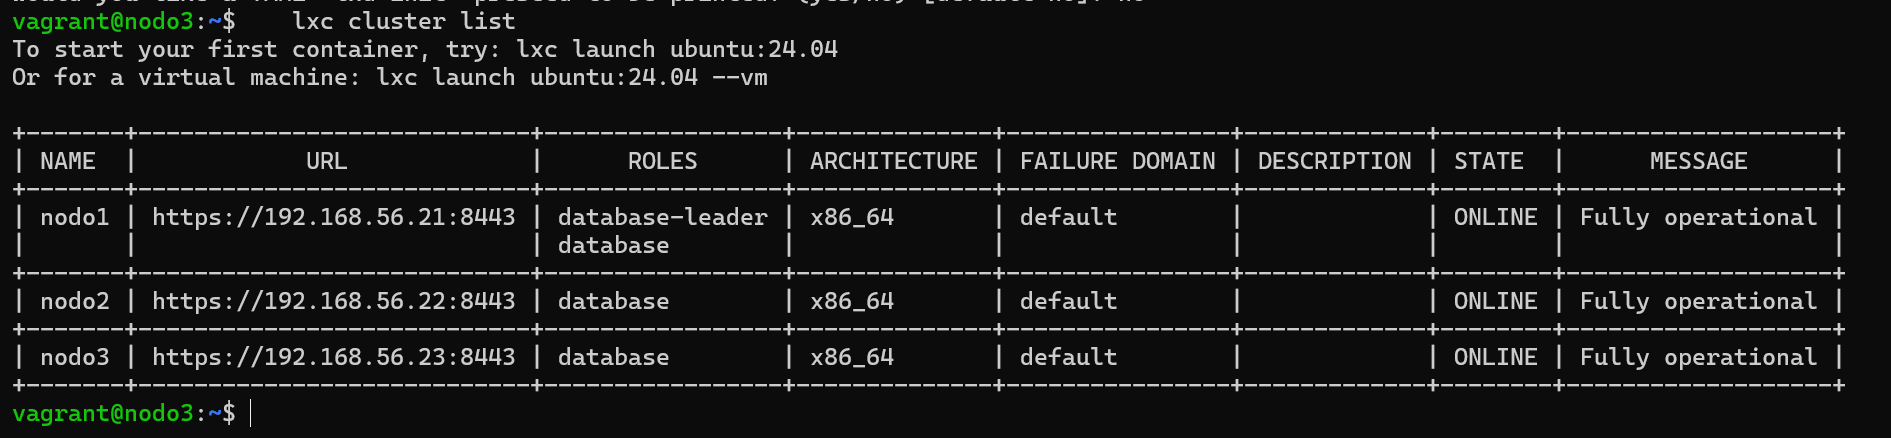 vagrant@nodo3:~$    lxc cluster list
To start your first container, try: lxc launch ubuntu:24.04
Or for a virtual machine: lxc launch ubuntu:24.04 --vm

+-------+----------------------------+-----------------+--------------+----------------+-------------+--------+-------------------+
| NAME  |            URL             |      ROLES      | ARCHITECTURE | FAILURE DOMAIN | DESCRIPTION | STATE  |      MESSAGE      |
+-------+----------------------------+-----------------+--------------+----------------+-------------+--------+-------------------+
| nodo1 | https://192.168.56.21:8443 | database-leader | x86_64       | default        |             | ONLINE | Fully operational |
|       |                            | database        |              |                |             |        |                   |
+-------+----------------------------+-----------------+--------------+----------------+-------------+--------+-------------------+
| nodo2 | https://192.168.56.22:8443 | database        | x86_64       | default        |             | ONLINE | Fully operational |
+-------+----------------------------+-----------------+--------------+----------------+-------------+--------+-------------------+
| nodo3 | https://192.168.56.23:8443 | database        | x86_64       | default        |             | ONLINE | Fully operational |
+-------+----------------------------+-----------------+--------------+----------------+-------------+--------+-------------------+
vagrant@nodo3:~$